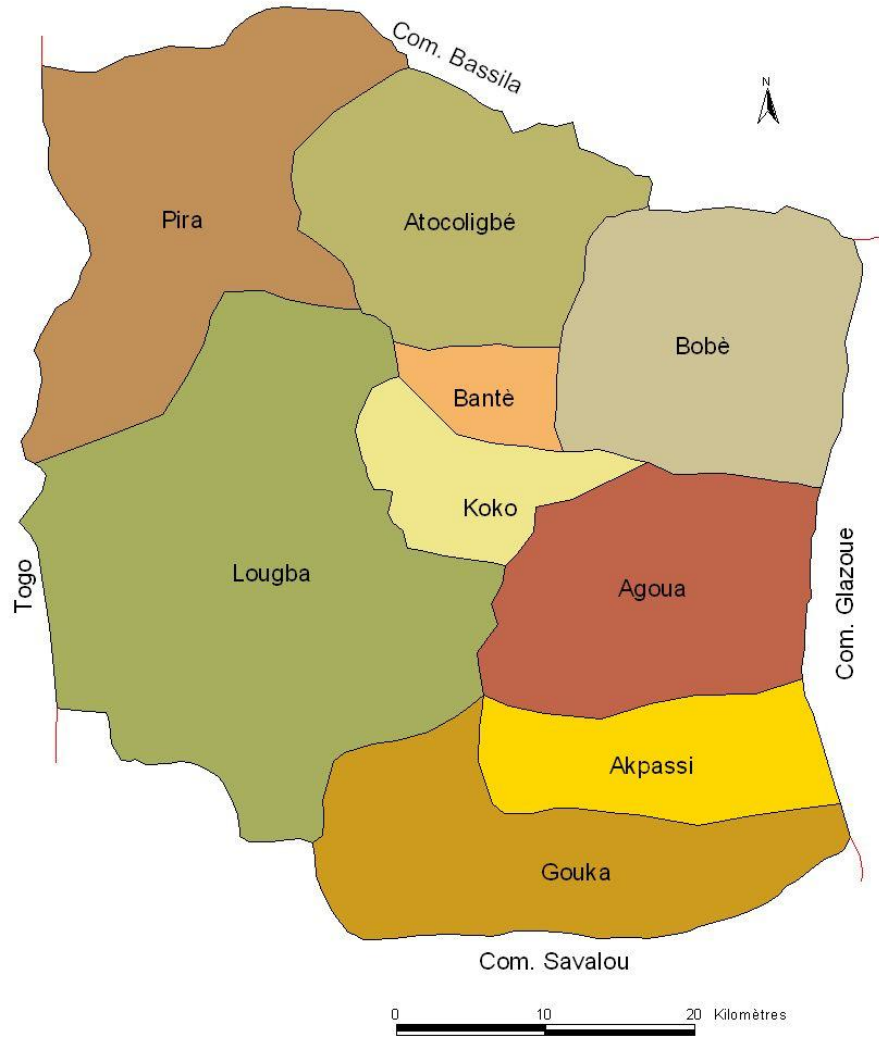 Com. Bassila
N
Pira
Atocoligbé
Bobè
Bantè
Koko
Togo
Lougba
Agoua
Com. Glazoue
Akpassi
Gouka
Com. Savalou
0 10 20 Kilomètres